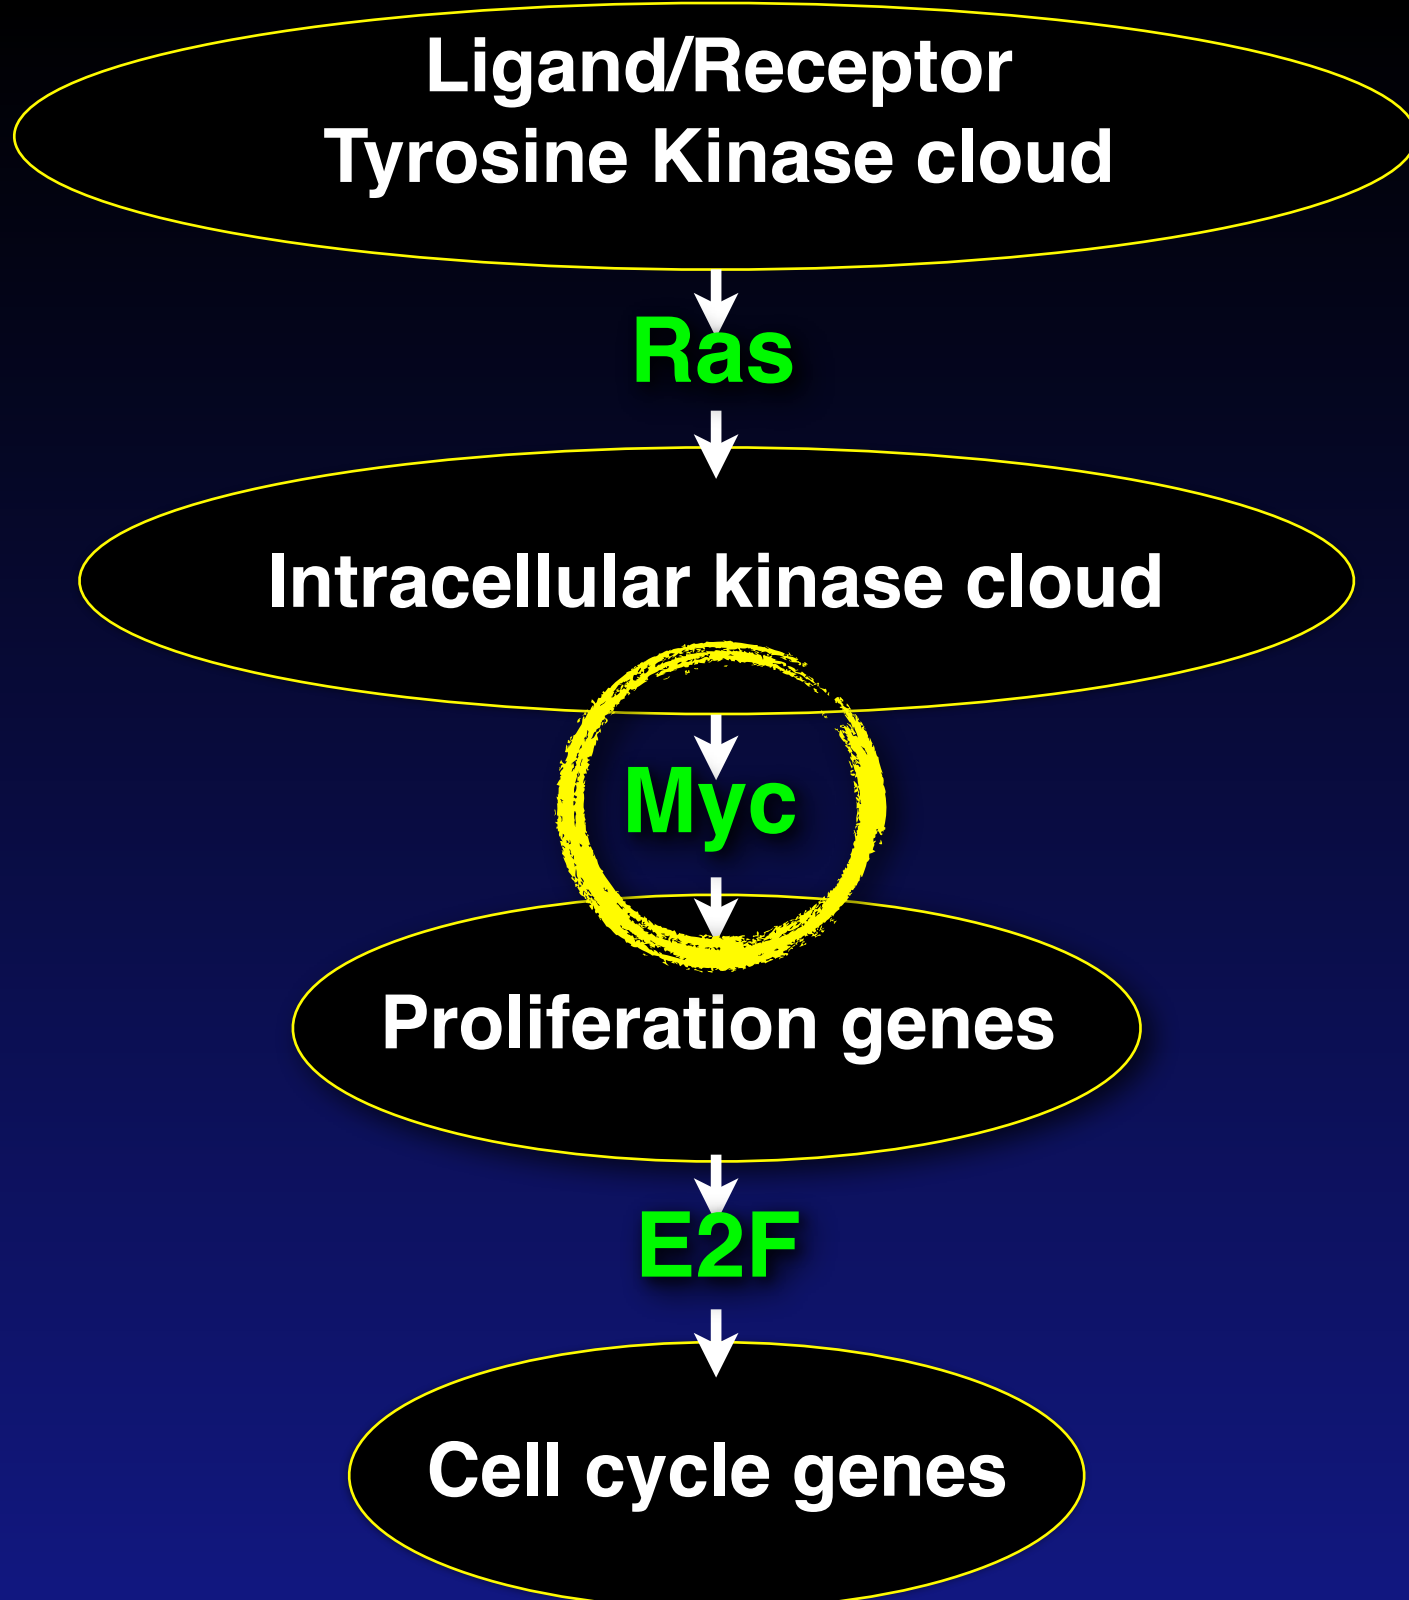 Ligand/Receptor
Tyrosine Kinase cloud
Ras
Intracellular kinase cloud
Myc
Proliferation genes
E2F
Cell cycle genes